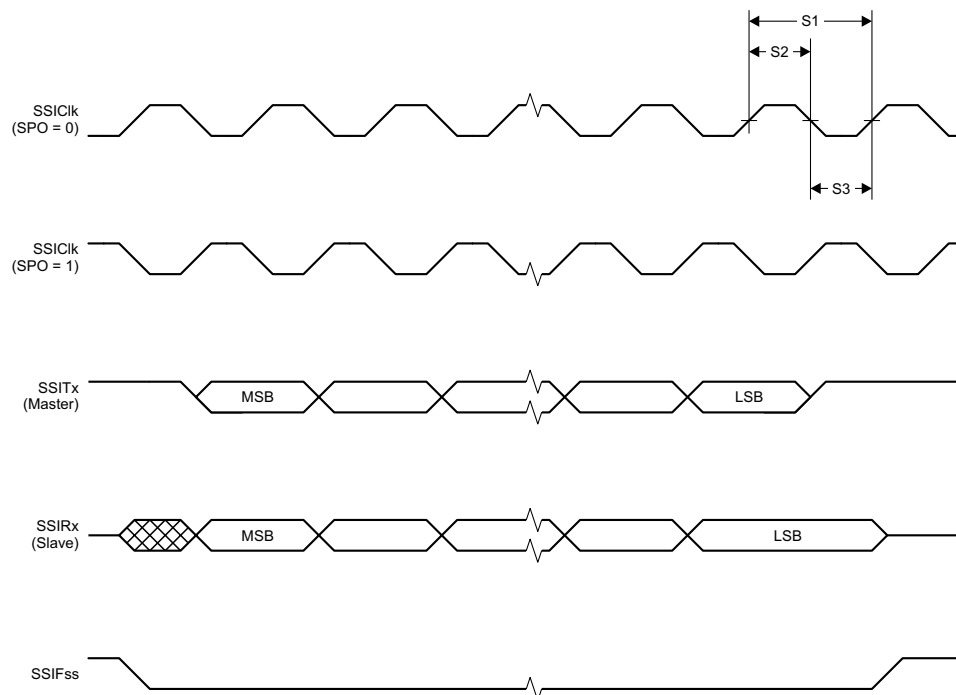 S1
S2
SSIClk
(SPO = 0)
S3
SSIClk
(SPO = 1)
SSITx
(Master)
MSB
LSB
SSIRx
(Slave)
MSB
LSB
SSIFss